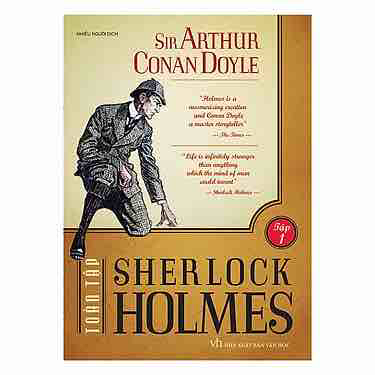 NHIỀU NGƯỜI DỊCH
SIR ARTHUR
CONAN DOYLE
"Holmes is a
mesmerising creation
and Conan Doyle
a master storyteller"
— The Times —
"Life is infinitely stranger
than anything
which the mind of man
could invent"
— Sherlock Holmes —
Tập
1
TOÀN TẬP
SHERLOCK
HOLMES
VH NHÀ XUẤT BẢN VĂN HỌC